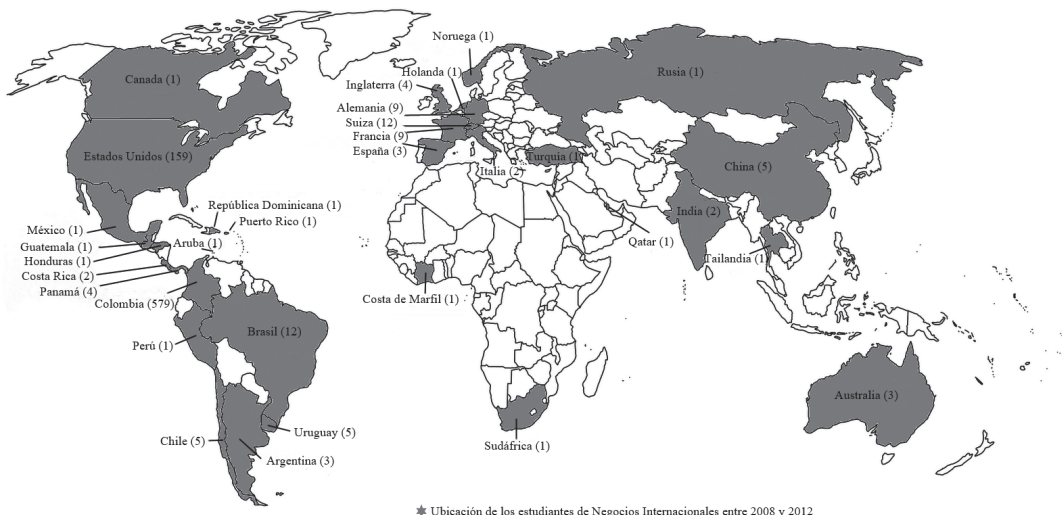 Noruega (1)
Canada (1)
Holanda (1)
Rusia (1)
Inglaterra (4)
Alemania (9)
Suiza (12)
Francia (9)
España (3)
Estados Unidos (159)
Turquía (1)
China (5)
Italia (2)
República Dominicana (1)
Puerto Rico (1)
India (2)
México (1)
Guatemala (1)
Aruba (1)
Honduras (1)
Qatar (1)
Tailandia (1)
Costa Rica (2)
Panamá (4)
Colombia (579)
Costa de Marfil (1)
Brasil (12)
Perú (1)
Australia (3)
Uruguay (5)
Chile (5)
Sudáfrica (1)
Argentina (3)
Ubicación de los estudiantes de Negocios Internacionales entre 2008 y 2012